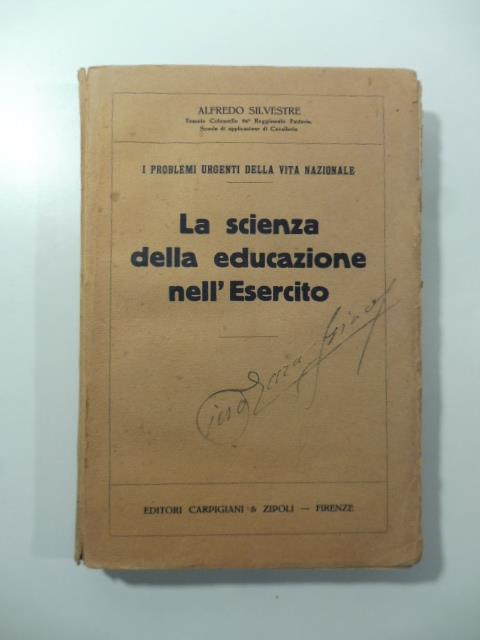 ALFREDO SILVESTRE
Tenente Colonnello 94° Reggimento Fanteria,
Scuola di applicazione di Cavalleria
I PROBLEMI URGENTI DELLA VITA NAZIONALE
La scienza
della educazione
nell'Esercito
EDITORI CARPIGIANI & ZIPOLI — FIRENZE